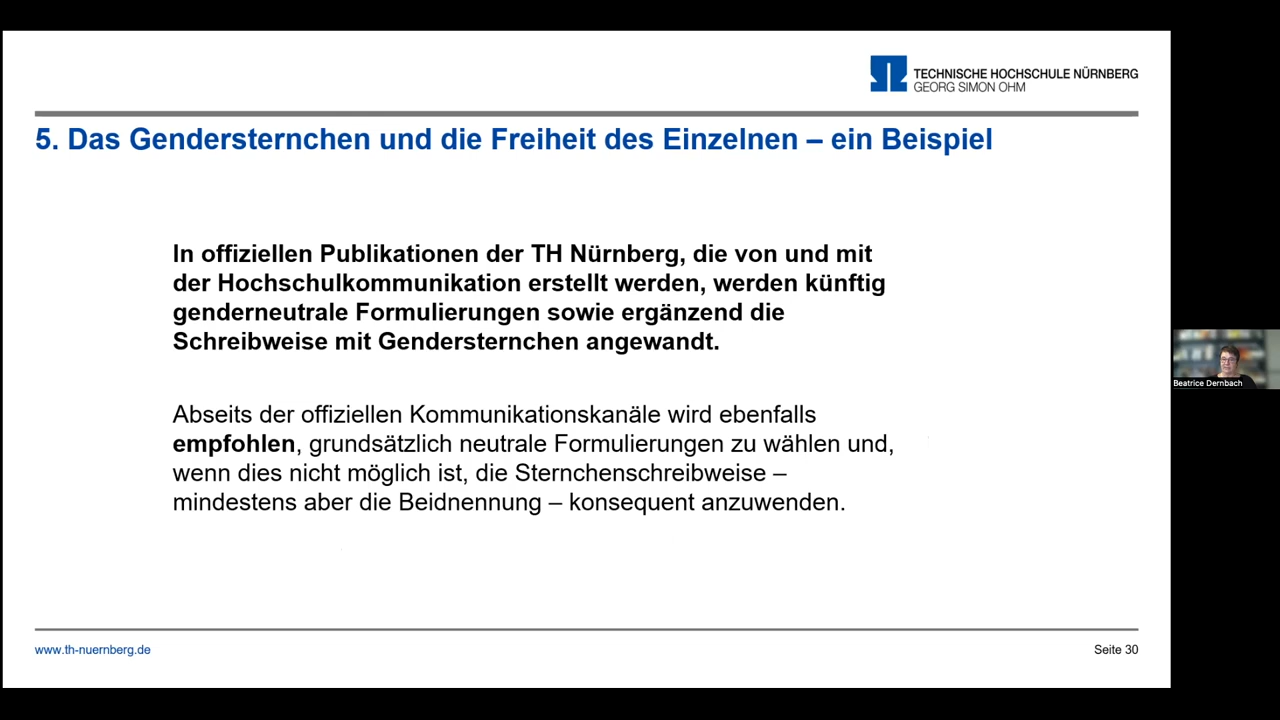 TECHNISCHE HOCHSCHULE NÜRNBERG
GEORG SIMON OHM
5. Das Gendersternchen und die Freiheit des Einzelnen – ein Beispiel
In offiziellen Publikationen der TH Nürnberg, die von und mit
der Hochschulkommunikation erstellt werden, werden künftig
genderneutrale Formulierungen sowie ergänzend die
Schreibweise mit Gendersternchen angewandt.
Abseits der offiziellen Kommunikationskanäle wird ebenfalls
empfohlen, grundsätzlich neutrale Formulierungen zu wählen und,
wenn dies nicht möglich ist, die Sternchenschreibweise –
mindestens aber die Beidnennung – konsequent anzuwenden.
Beatrice Dernbach
www.th-nuernberg.de
Seite 30